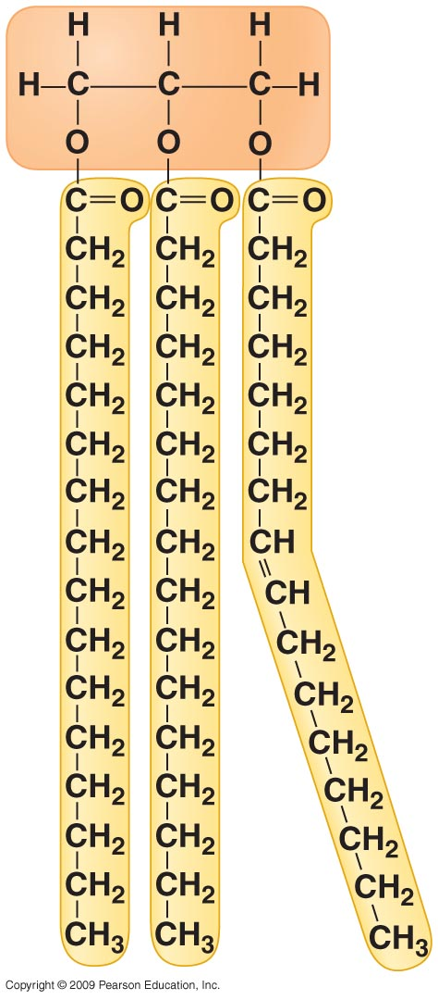 H H H
H–C–C–C–H
O O O
C=O C=O C=O
CH₂ CH₂ CH₂
CH₂ CH₂ CH₂
CH₂ CH₂ CH₂
CH₂ CH₂ CH₂
CH₂ CH₂ CH₂
CH₂ CH₂ CH₂
CH₂ CH₂ CH
CH₂ CH₂ CH
CH₂ CH₂ CH₂
CH₂ CH₂ CH₂
CH₂ CH₂ CH₂
CH₂ CH₂ CH₂
CH₂ CH₂ CH₂
CH₂ CH₂ CH₂
CH₃ CH₃ CH₃
Copyright © 2009 Pearson Education, Inc.